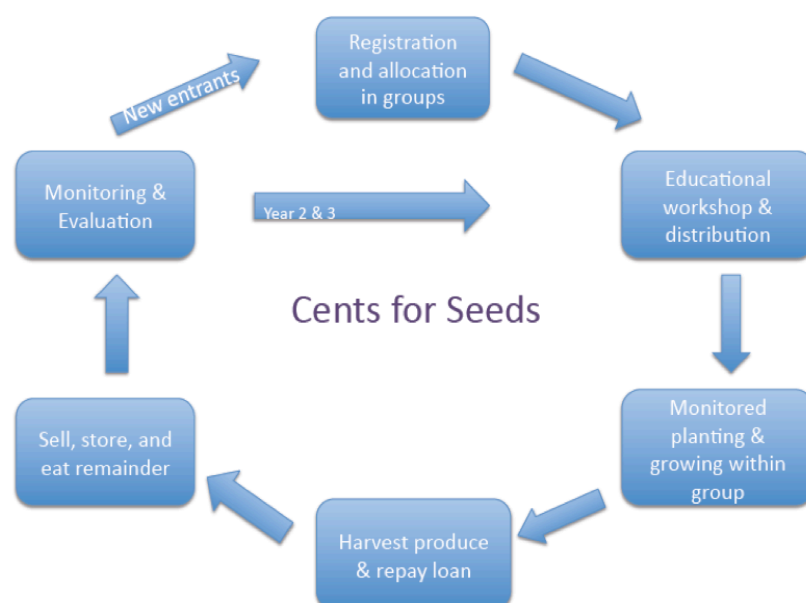 Registration
and allocation
in groups
New entrants
Monitoring &
Evaluation
Year 2 & 3
Educational
workshop &
distribution
Cents for Seeds
Sell, store, and
eat remainder
Monitored
planting &
growing within
group
Harvest produce
& repay loan